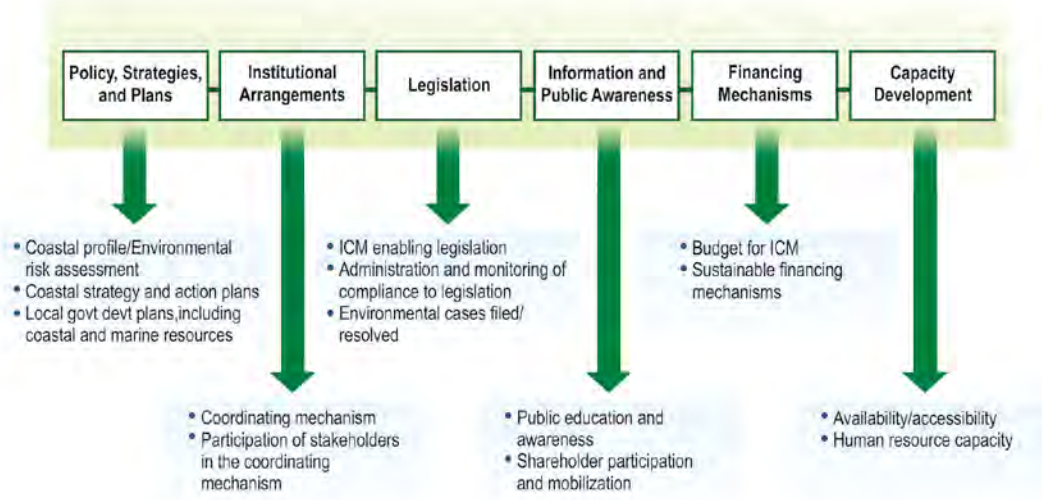 Policy, Strategies,
and Plans
Institutional
Arrangements
Legislation
Information and
Public Awareness
Financing
Mechanisms
Capacity
Development
• Coastal profile/Environmental
risk assessment
• Coastal strategy and action plans
• Local govt devt plans,including
coastal and marine resources
• ICM enabling legislation
• Administration and monitoring of
compliance to legislation
• Environmental cases filed/
resolved
• Budget for ICM
• Sustainable financing
mechanisms
• Coordinating mechanism
• Participation of stakeholders
in the coordinating
mechanism
• Public education and
awareness
• Shareholder participation
and mobilization
• Availability/accessibility
• Human resource capacity